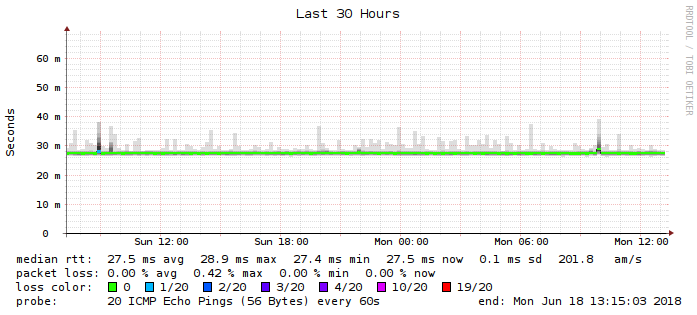 Last 30 Hours
RRDTOOL / TOBI OETIKER
Seconds
60 m
50 m
40 m
30 m
20 m
10 m
0
Sun 12:00 Sun 18:00 Mon 00:00 Mon 06:00 Mon 12:00
median rtt: 27.5 ms avg 28.9 ms max 27.4 ms min 27.5 ms now 0.1 ms sd 201.8 am/s
packet loss: 0.00 % avg 0.42 % max 0.00 % min 0.00 % now
loss color: 0 1/20 2/20 3/20 4/20 10/20 19/20
probe: 20 ICMP Echo Pings (56 Bytes) every 60s end: Mon Jun 18 13:15:03 2018